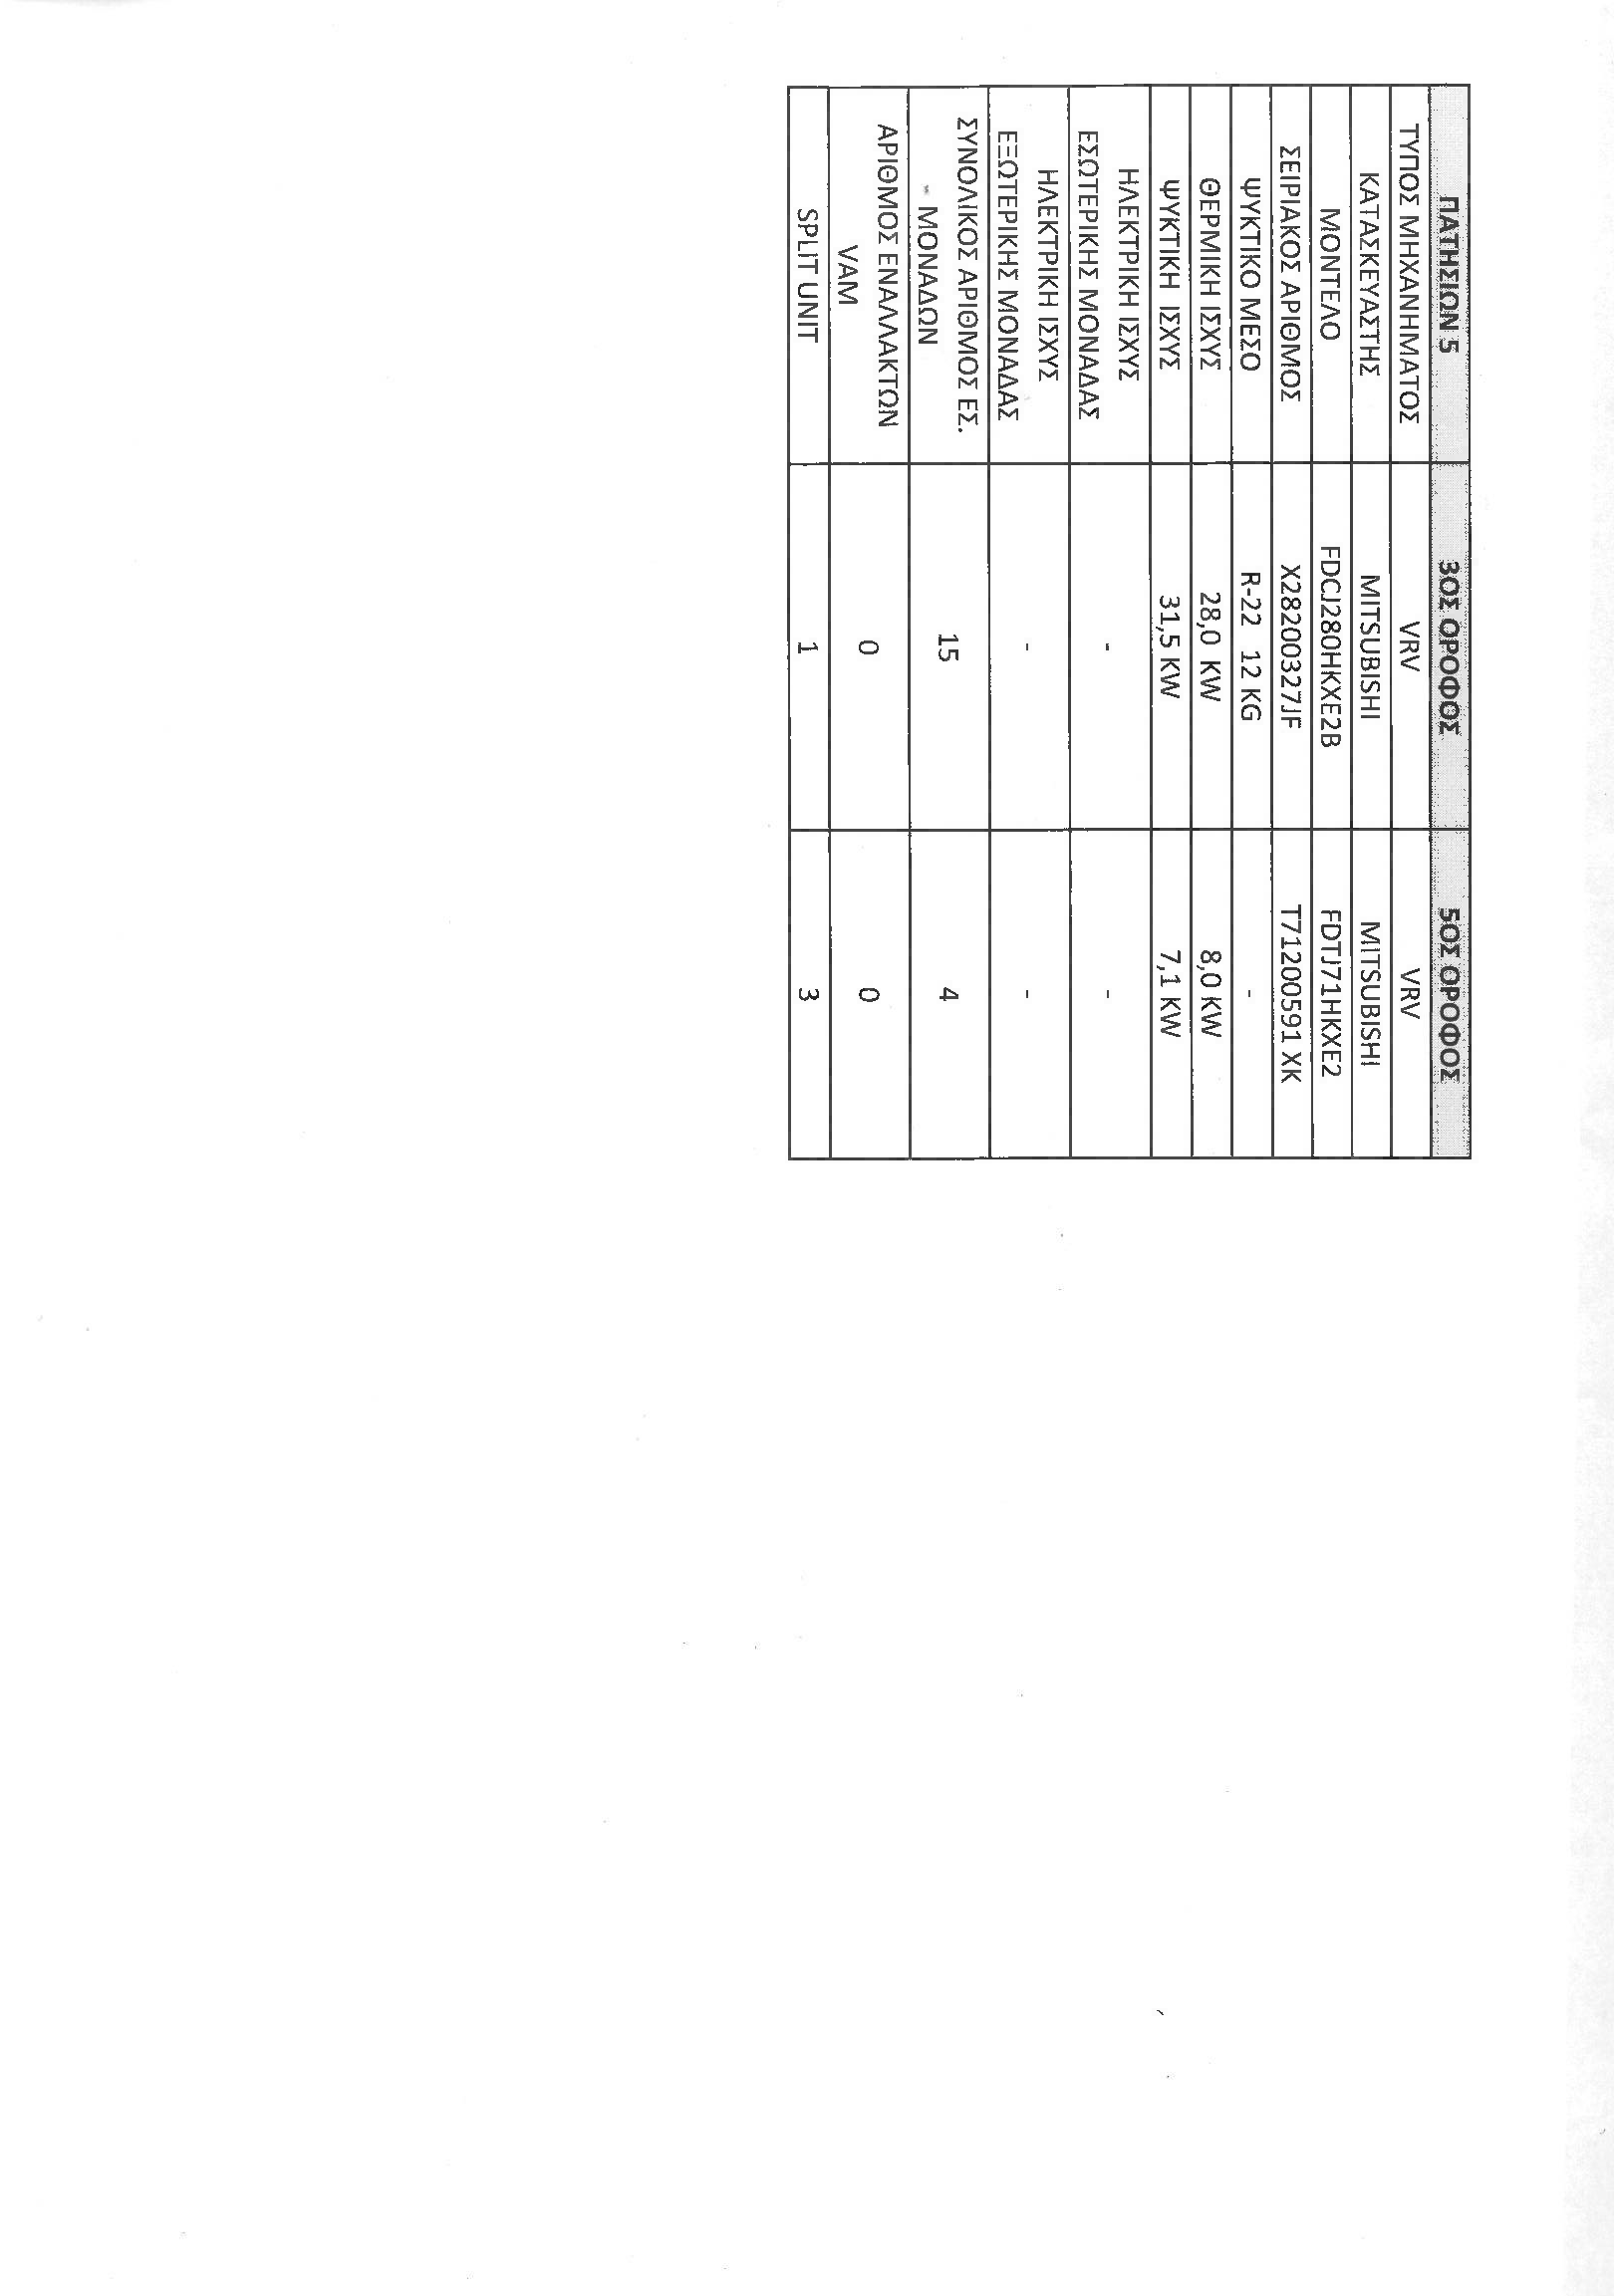 ΠΑΤΗΣΙΩΝ 5 3ΟΣ ΟΡΟΦΟΣ 5ΟΣ ΟΡΟΦΟΣ
ΤΥΠΟΣ ΜΗΧΑΝΗΜΑΤΟΣ VRV VRV
ΚΑΤΑΣΚΕΥΑΣΤΗΣ MITSUBISHI MITSUBISHI
ΜΟΝΤΕΛΟ FDCJ280HKXE2B FDTJ71HKXE2
ΣΕΙΡΙΑΚΟΣ ΑΡΙΘΜΟΣ X28200327JF T71200591 XK
ΨΥΚΤΙΚΟ ΜΕΣΟ R-22 12 KG -
ΘΕΡΜΙΚΗ ΙΣΧΥΣ 28,0 KW 8,0 KW
ΨΥΚΤΙΚΗ ΙΣΧΥΣ 31,5 KW 7,1 KW
ΗΛΕΚΤΡΙΚΗ ΙΣΧΥΣ
ΕΣΩΤΕΡΙΚΗΣ ΜΟΝΑΔΑΣ - -
ΗΛΕΚΤΡΙΚΗ ΙΣΧΥΣ
ΕΞΩΤΕΡΙΚΗΣ ΜΟΝΑΔΑΣ - -
ΣΥΝΟΛΙΚΟΣ ΑΡΙΘΜΟΣ ΕΣ.
ΜΟΝΑΔΩΝ 15 4
ΑΡΙΘΜΟΣ ΕΝΑΛΛΑΚΤΩΝ
VAM 0 0
SPLIT UNIT 1 3